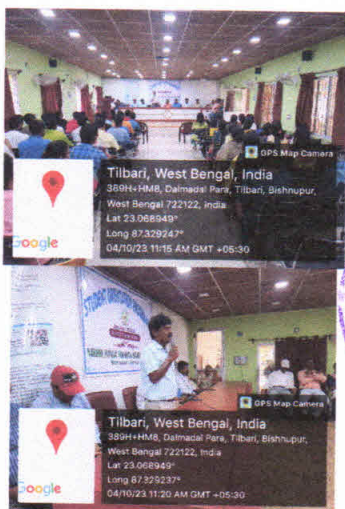 GPS Map Camera
Tilbari, West Bengal, India
389H+HM8, Dalmadal Para, Tilbari, Bishnupur,
West Bengal 722122, India
Lat 23.068949°
Long 87.329247°
04/10/23 11:15 AM GMT +05:30
Google
GPS Map Camera
Tilbari, West Bengal, India
389H+HM8, Dalmadal Para, Tilbari, Bishnupur,
West Bengal 722122, India
Lat 23.068949°
Long 87.329237°
04/10/23 11:20 AM GMT +05:30
Google